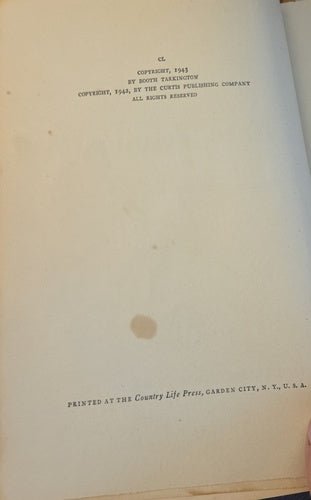 CL
COPYRIGHT, 1943
BY BOOTH TARKINGTON
COPYRIGHT, 1942, BY THE CURTIS PUBLISHING COMPANY
ALL RIGHTS RESERVED
PRINTED AT THE Country Life Press, GARDEN CITY, N. Y., U. S. A.